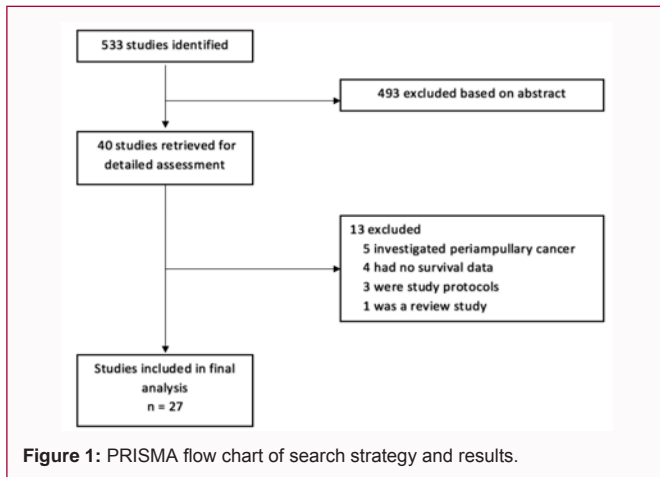 533 studies identified
493 excluded based on abstract
40 studies retrieved for
detailed assessment
13 excluded
5 investigated periampullary cancer
4 had no survival data
3 were study protocols
1 was a review study
Studies included in final
analysis
n = 27
Figure 1: PRISMA flow chart of search strategy and results.